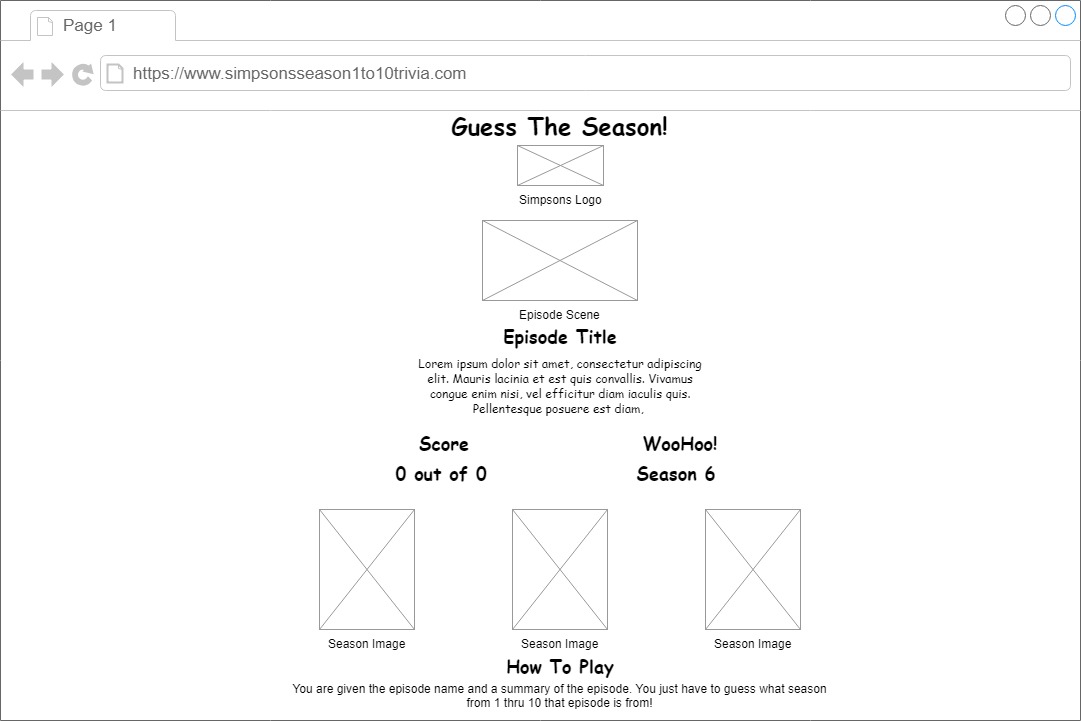 Page 1
https://www.simpsonsseason1to10trivia.com
Guess The Season!
Simpsons Logo
Episode Scene
Episode Title
Lorem ipsum dolor sit amet, consectetur adipiscing
elit. Mauris lacinia et est quis convallis. Vivamus
congue enim nisi, vel efficitur diam iaculis quis.
Pellentesque posuere est diam,
Score
WooHoo!
0 out of 0
Season 6
Season Image
Season Image
Season Image
How To Play
You are given the episode name and a summary of the episode. You just have to guess what season
from 1 thru 10 that episode is from!